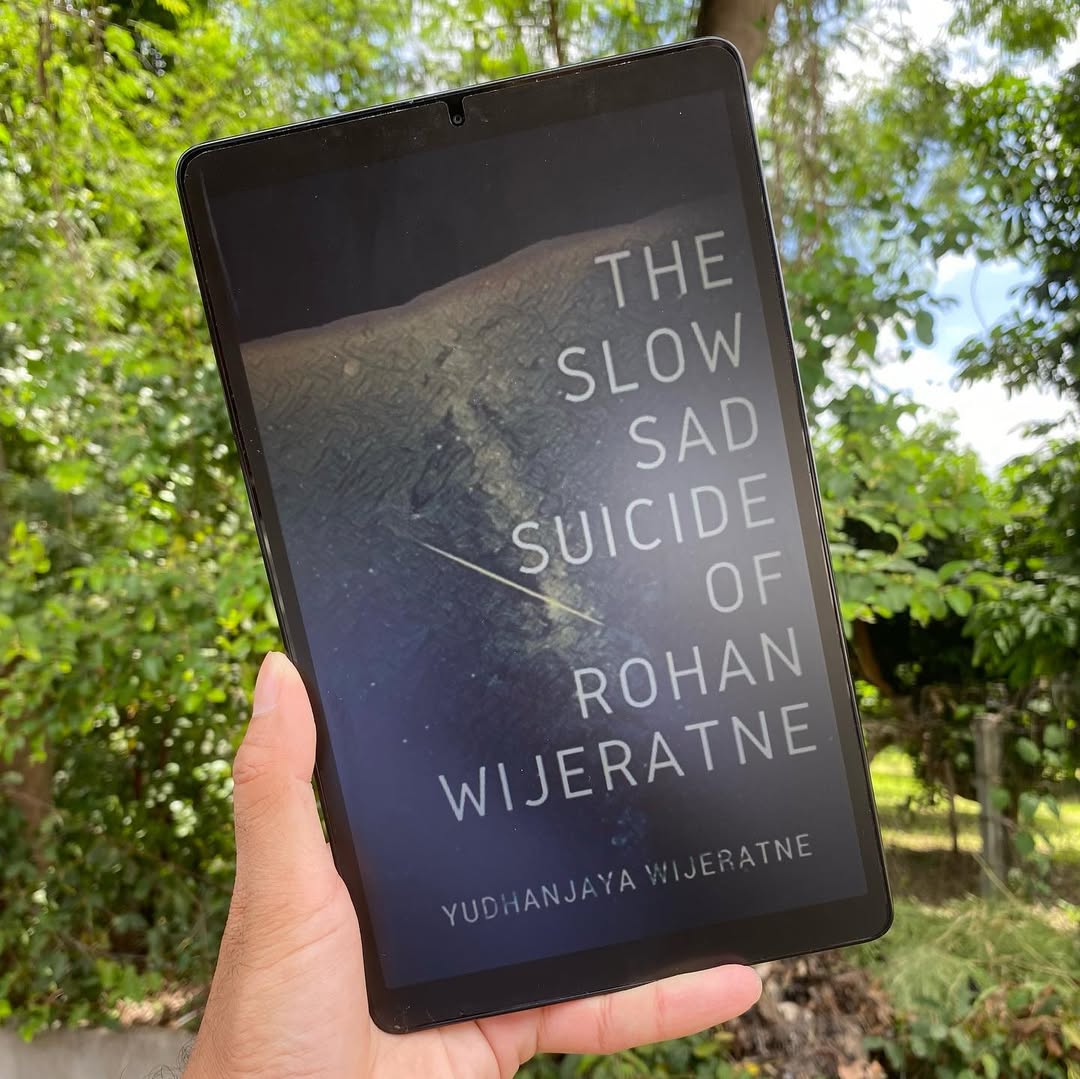 THE
SLOW
SAD
SUICIDE
OF
ROHAN
WIJERATNE
YUDHANJAYA WIJERATNE